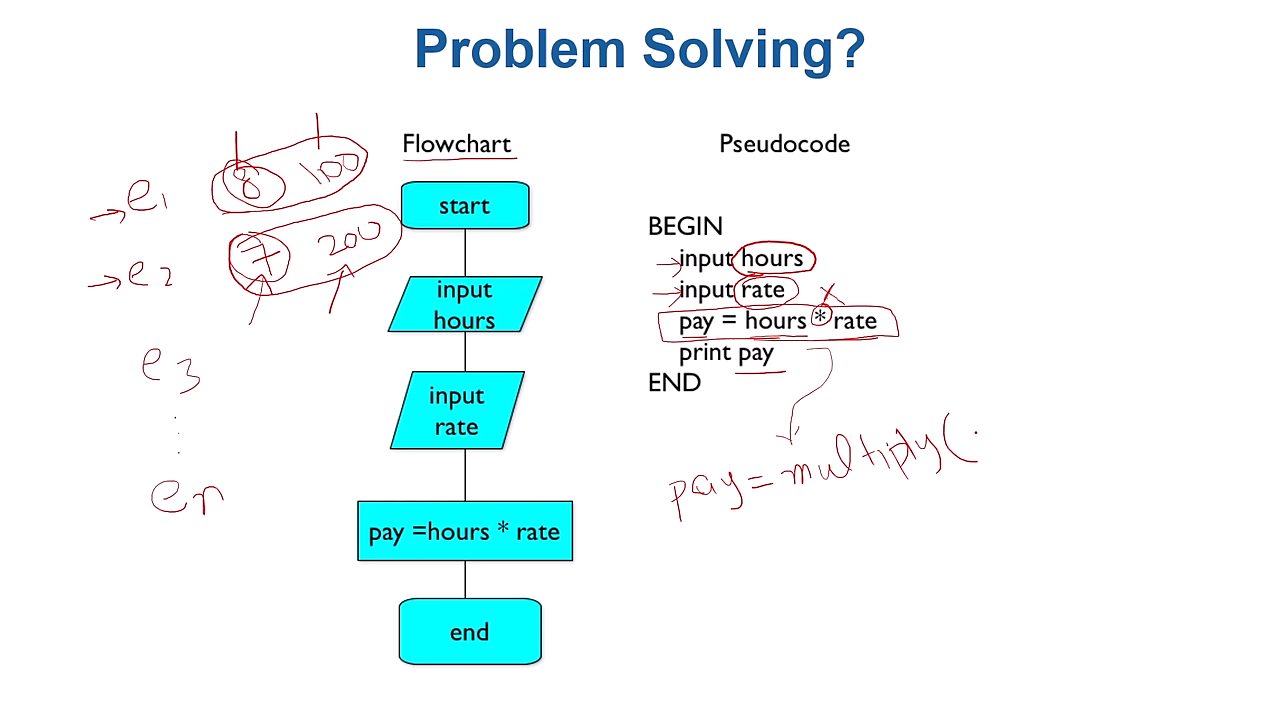 Problem Solving?
Flowchart
Pseudocode
e1 8 100
e2 7 200
e3
en
start
input
hours
input
rate
pay =hours * rate
end
BEGIN
input hours
input rate
x
pay = hours * rate
print pay
END
pay = multiply(